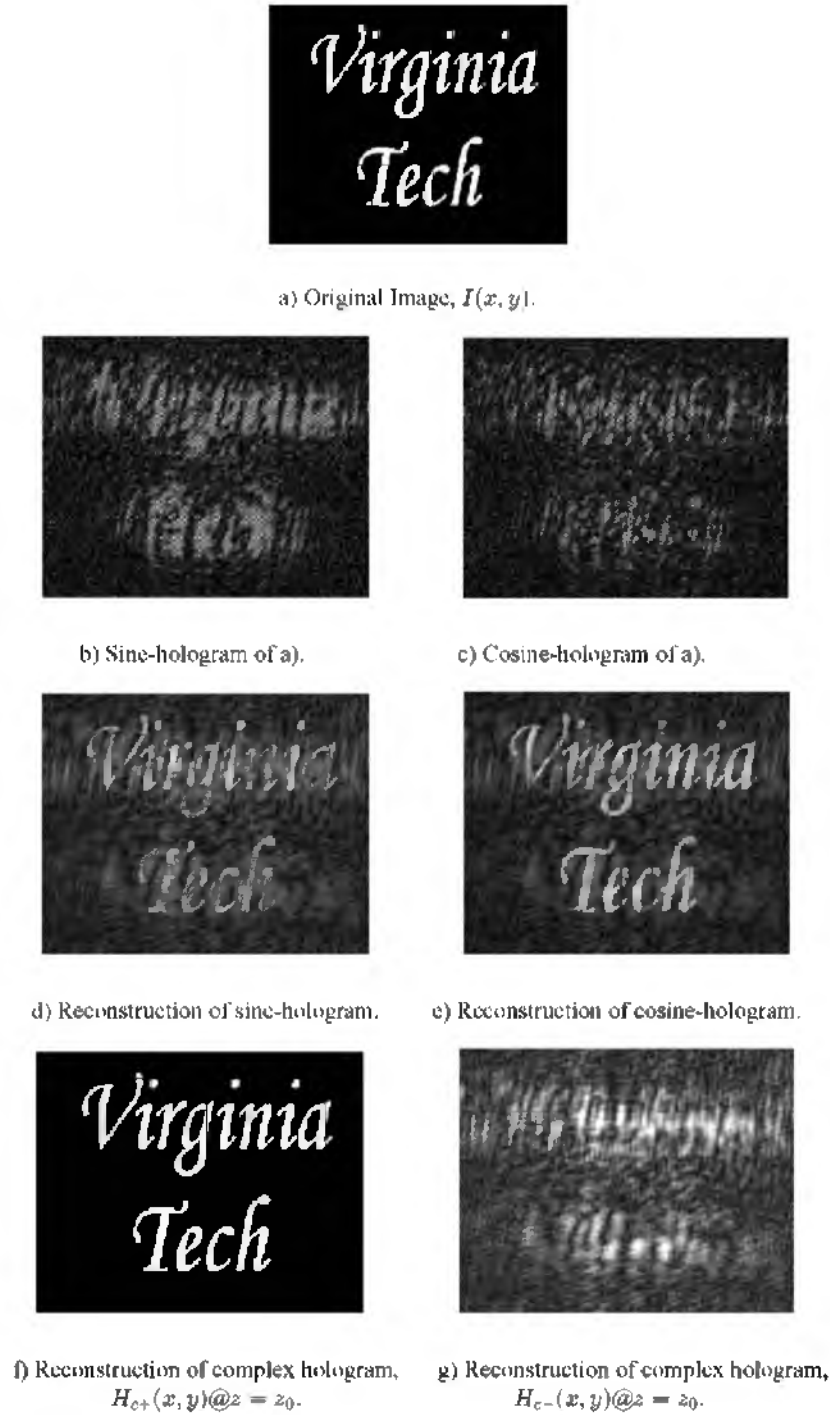 Virginia
Tech
a) Original Image, I(x, y).
b) Sine-hologram of a).
c) Cosine-hologram of a).
Virginia
Tech
Virginia
Tech
d) Reconstruction of sine-hologram.
e) Reconstruction of cosine-hologram.
Virginia
Tech
f) Reconstruction of complex hologram,
H_{c+}(x, y)@z = z_0.
g) Reconstruction of complex hologram,
H_{c-}(x, y)@z = z_0.